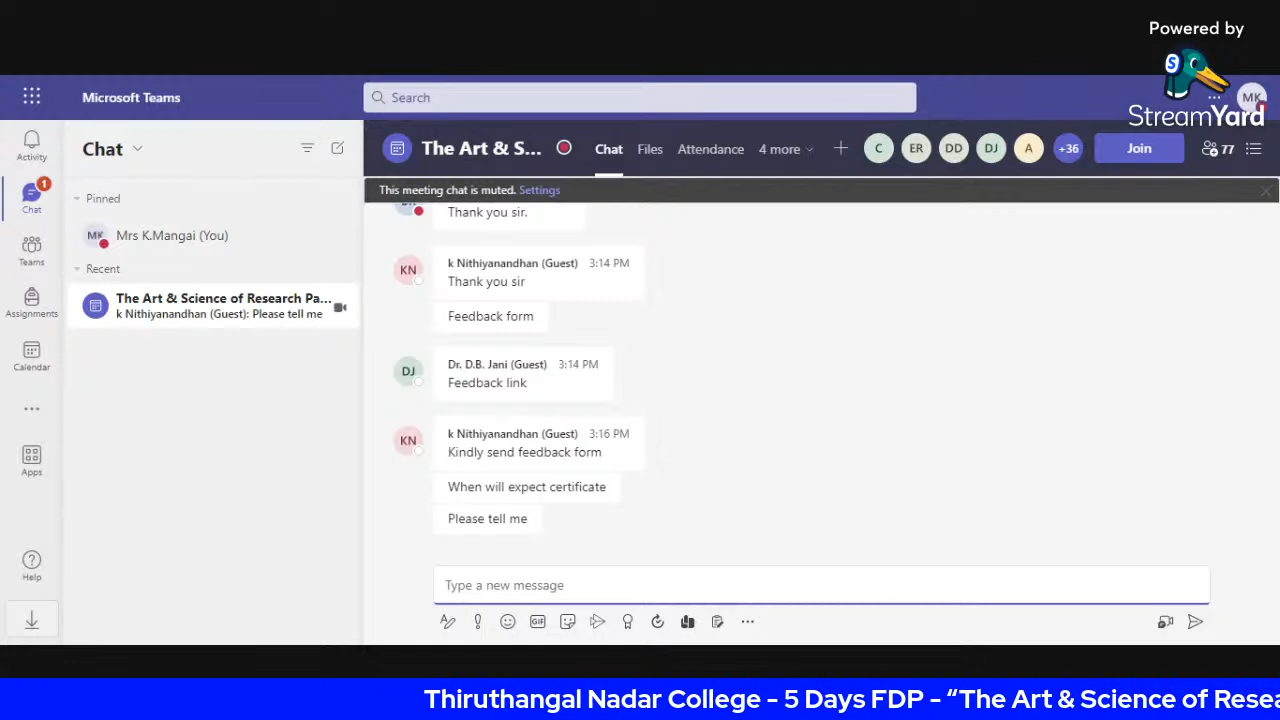 Powered by
StreamYard
Microsoft Teams
Search
MK
Activity
Chat
1
Chat
Teams
Assignments
Calendar
Apps
Help
Pinned
MK
Mrs K.Mangai (You)
Recent
The Art & Science of Research Pa...
k Nithiyanandhan (Guest): Please tell me
The Art & S...
Chat
Files
Attendance
4 more
C
ER
DD
DJ
A
+36
Join
77
This meeting chat is muted. Settings
Thank you sir.
KN
k Nithiyanandhan (Guest) 3:14 PM
Thank you sir
Feedback form
DJ
Dr. D.B. Jani (Guest) 3:14 PM
Feedback link
KN
k Nithiyanandhan (Guest) 3:16 PM
Kindly send feedback form
When will expect certificate
Please tell me
Type a new message
GIF
Thiruthangal Nadar College - 5 Days FDP - “The Art & Science of Resea